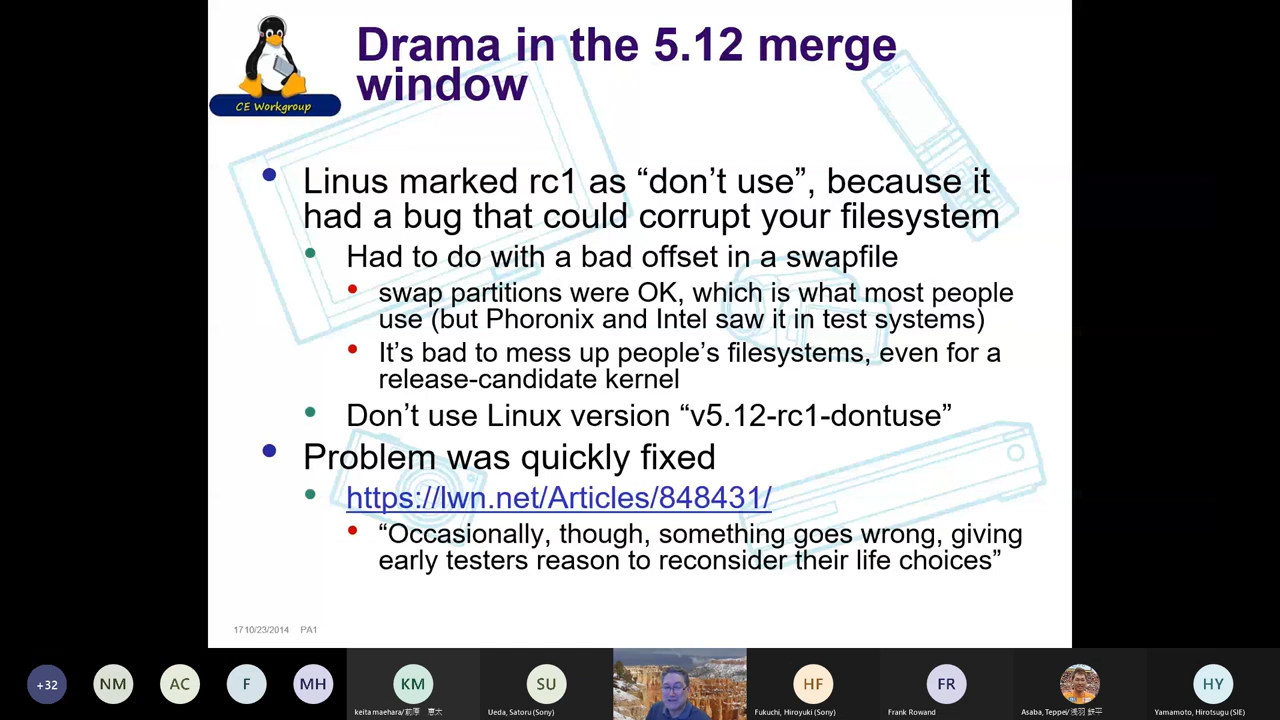 Drama in the 5.12 merge
window
CE Workgroup
Linus marked rc1 as “don’t use”, because it
had a bug that could corrupt your filesystem
Had to do with a bad offset in a swapfile
swap partitions were OK, which is what most people
use (but Phoronix and Intel saw it in test systems)
It’s bad to mess up people’s filesystems, even for a
release-candidate kernel
Don’t use Linux version “v5.12-rc1-dontuse”
Problem was quickly fixed
https://lwn.net/Articles/848431/
“Occasionally, though, something goes wrong, giving
early testers reason to reconsider their life choices”
1710/23/2014 PA1
+32
NM
AC
F
MH
KM
SU
HF
FR
HY
keita maehara/前原 恵太
Ueda, Satoru (Sony)
Fukuchi, Hiroyuki (Sony)
Frank Rowand
Asaba, Teppei/浅羽 鉄平
Yamamoto, Hirotsugu (SIE)